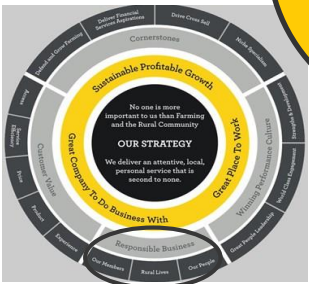 Deliver Financial
Services Aspirations
Drive Cross Sell
Niche Specialism
Defend and Grow Farming
Cornerstones
Sustainable Profitable Growth
No one is more
important to us than Farming
and the Rural Community
OUR STRATEGY
We deliver an attentive, local,
personal service that is
second to none.
Great Place To Work
Great Company To Do Business With
Customer Value
Access
Service
Efficiency
Price
Product
Experience
Winning Performance Culture
World Class Engagement
Great People Leadership
Responsible Business
Our Members
Rural Lives
Our People